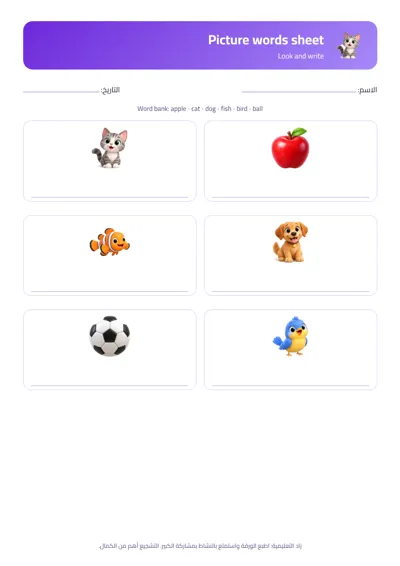 Picture words sheet
Look and write
الاسم:
التاريخ:
Word bank: apple · cat · dog · fish · bird · ball
زاد التعليمية: اطبع الورقة واستمتع بالنشاط بمشاركة الكبير. التشجيع أهم من الكمال.